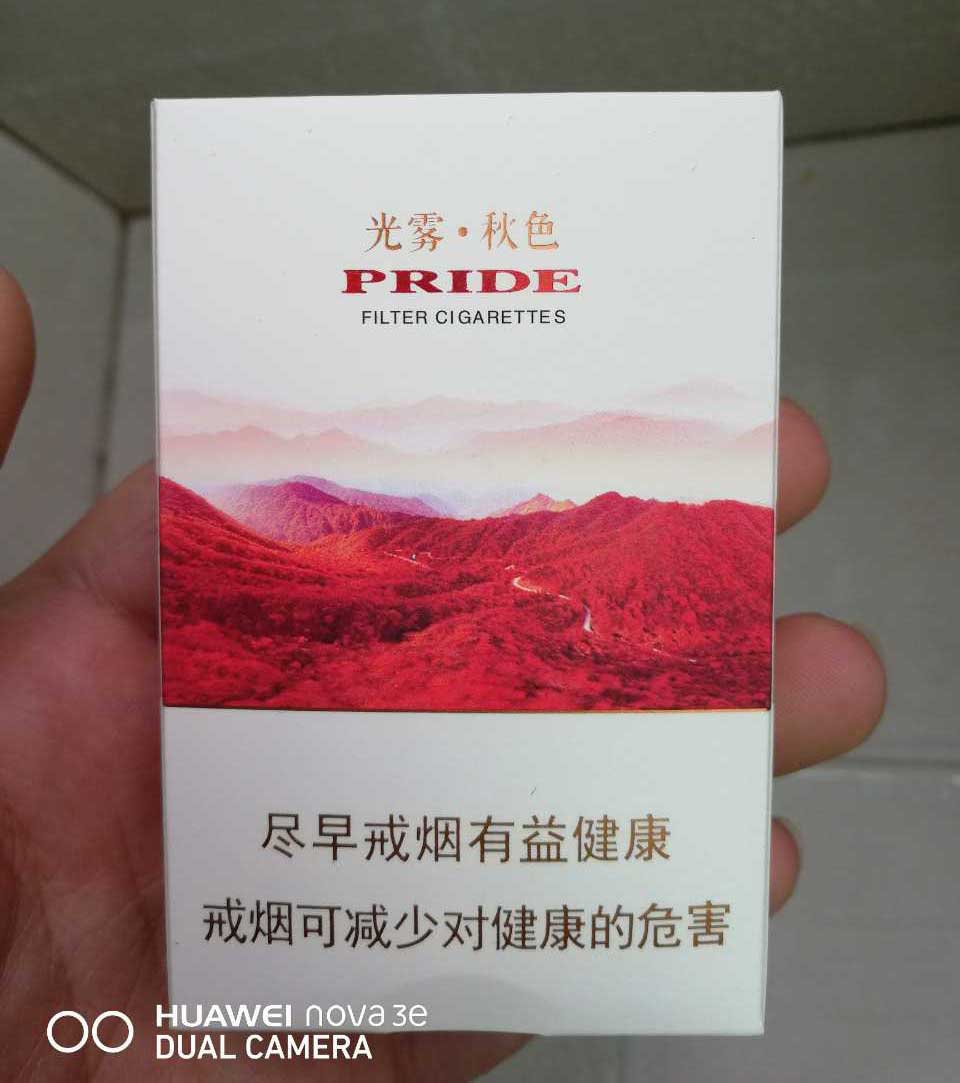 光雾·秋色
PRIDE
FILTER CIGARETTES
尽早戒烟有益健康
戒烟可减少对健康的危害
HUAWEI nova 3e
DUAL CAMERA